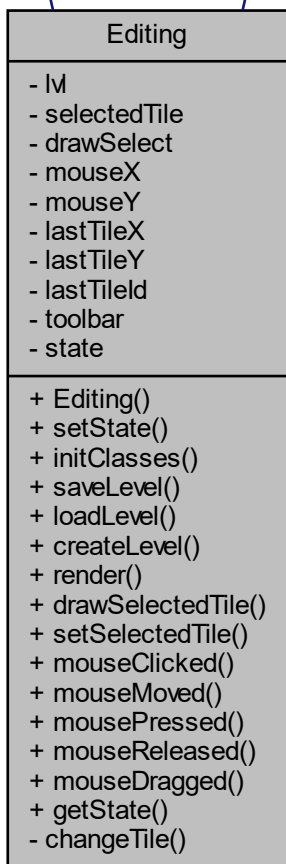 Editing
- lvl
- selectedTile
- drawSelect
- mouseX
- mouseY
- lastTileX
- lastTileY
- lastTileId
- toolbar
- state
+ Editing()
+ setState()
+ initClasses()
+ saveLevel()
+ loadLevel()
+ createLevel()
+ render()
+ drawSelectedTile()
+ setSelectedTile()
+ mouseClicked()
+ mouseMoved()
+ mousePressed()
+ mouseReleased()
+ mouseDragged()
+ getState()
- changeTile()